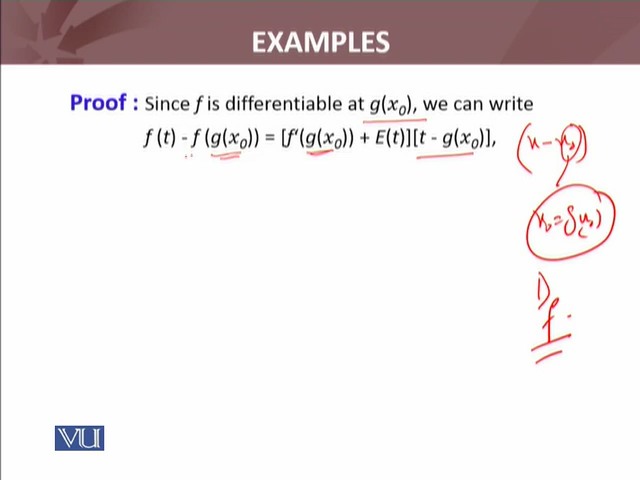 EXAMPLES
Proof : Since f is differentiable at g(x₀), we can write
f (t) - f (g(x₀)) = [f'(g(x₀)) + E(t)][t - g(x₀)],
VU